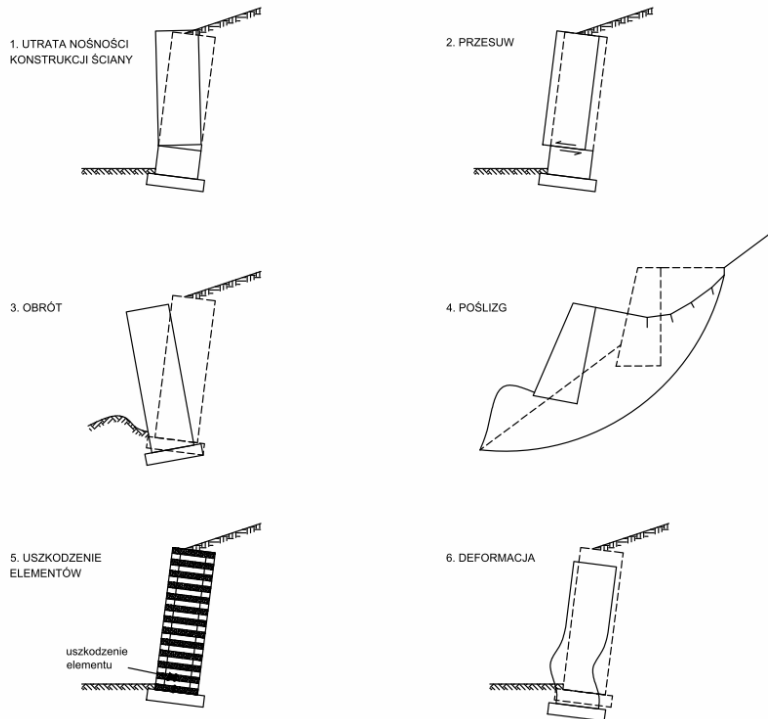 1. UTRATA NOŚNOŚCI
KONSTRUKCJI ŚCIANY
2. PRZESUW
3. OBRÓT
4. POŚLIZG
5. USZKODZENIE
ELEMENTÓW
uszkodzenie
elementu
6. DEFORMACJA